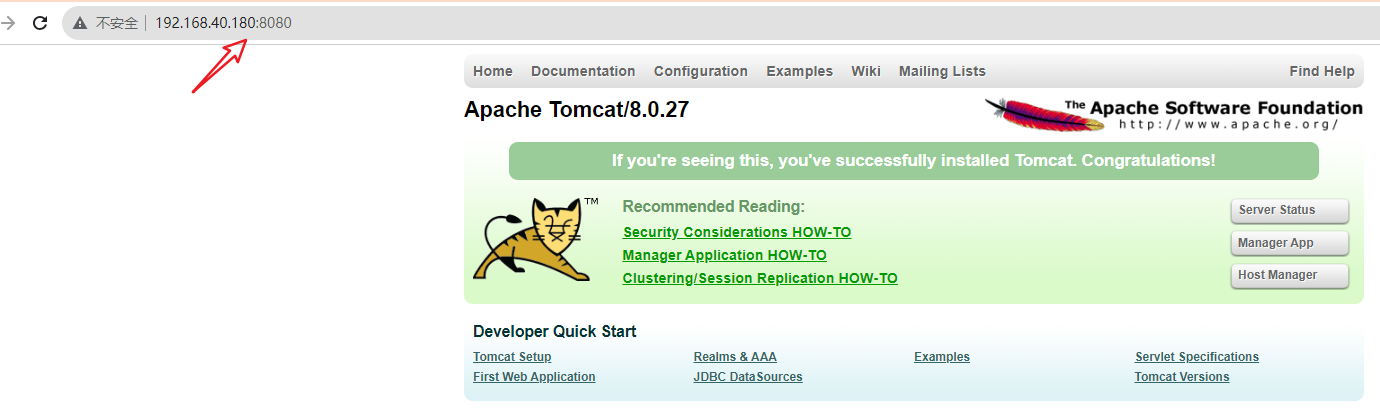 不安全 192.168.40.180:8080
Home Documentation Configuration Examples Wiki Mailing Lists Find Help
Apache Tomcat/8.0.27
The Apache Software Foundation
http://www.apache.org/
If you're seeing this, you've successfully installed Tomcat. Congratulations!
TM
Recommended Reading:
Security Considerations HOW-TO
Manager Application HOW-TO
Clustering/Session Replication HOW-TO
Server Status
Manager App
Host Manager
Developer Quick Start
Tomcat Setup Realms & AAA Examples Servlet Specifications
First Web Application JDBC DataSources Tomcat Versions